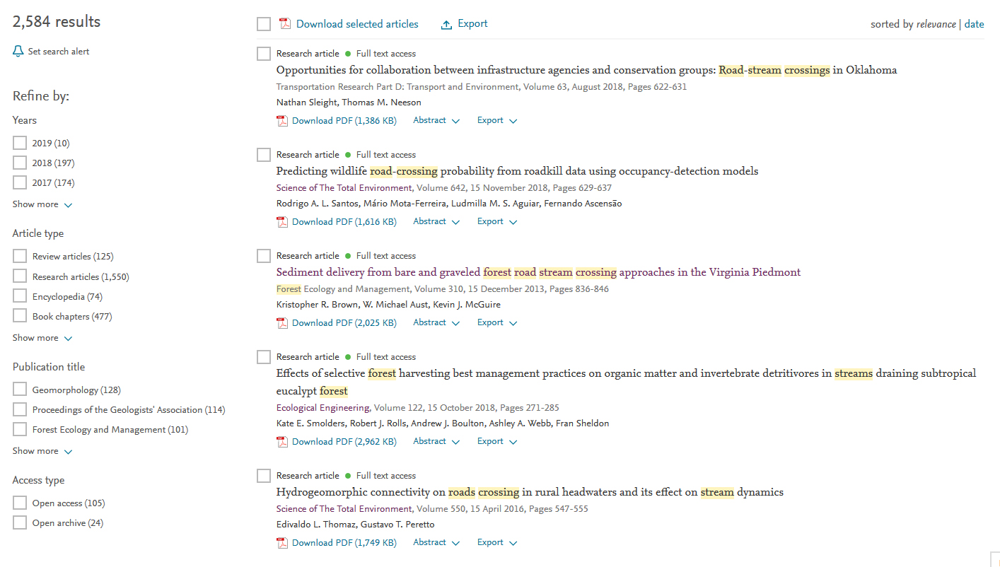 2,584 results
Set search alert
Refine by:
Years
2019 (10)
2018 (197)
2017 (174)
Show more
Article type
Review articles (125)
Research articles (1,550)
Encyclopedia (74)
Book chapters (477)
Show more
Publication title
Geomorphology (128)
Proceedings of the Geologists' Association (114)
Forest Ecology and Management (101)
Show more
Access type
Open access (105)
Open archive (24)
Download selected articles Export sorted by relevance | date
Research article Full text access
Opportunities for collaboration between infrastructure agencies and conservation groups: Road-stream crossings in Oklahoma
Transportation Research Part D: Transport and Environment, Volume 63, August 2018, Pages 622-631
Nathan Sleight, Thomas M. Neeson
Download PDF (1,386 KB) Abstract Export
Research article Full text access
Predicting wildlife road-crossing probability from roadkill data using occupancy-detection models
Science of The Total Environment, Volume 642, 15 November 2018, Pages 629-637
Rodrigo A. L. Santos, Mário Mota-Ferreira, Ludmilla M. S. Aguiar, Fernando Ascensão
Download PDF (1,616 KB) Abstract Export
Research article Full text access
Sediment delivery from bare and graveled forest road stream crossing approaches in the Virginia Piedmont
Forest Ecology and Management, Volume 310, 15 December 2013, Pages 836-846
Kristopher R. Brown, W. Michael Aust, Kevin J. McGuire
Download PDF (2,025 KB) Abstract Export
Research article Full text access
Effects of selective forest harvesting best management practices on organic matter and invertebrate detritivores in streams draining subtropical
eucalypt forest
Ecological Engineering, Volume 122, 15 October 2018, Pages 271-285
Kate E. Smolders, Robert J. Rolls, Andrew J. Boulton, Ashley A. Webb, Fran Sheldon
Download PDF (2,962 KB) Abstract Export
Research article Full text access
Hydrogeomorphic connectivity on roads crossing in rural headwaters and its effect on stream dynamics
Science of The Total Environment, Volume 550, 15 April 2016, Pages 547-555
Edivaldo L. Thomaz, Gustavo T. Peretto
Download PDF (1,749 KB) Abstract Export